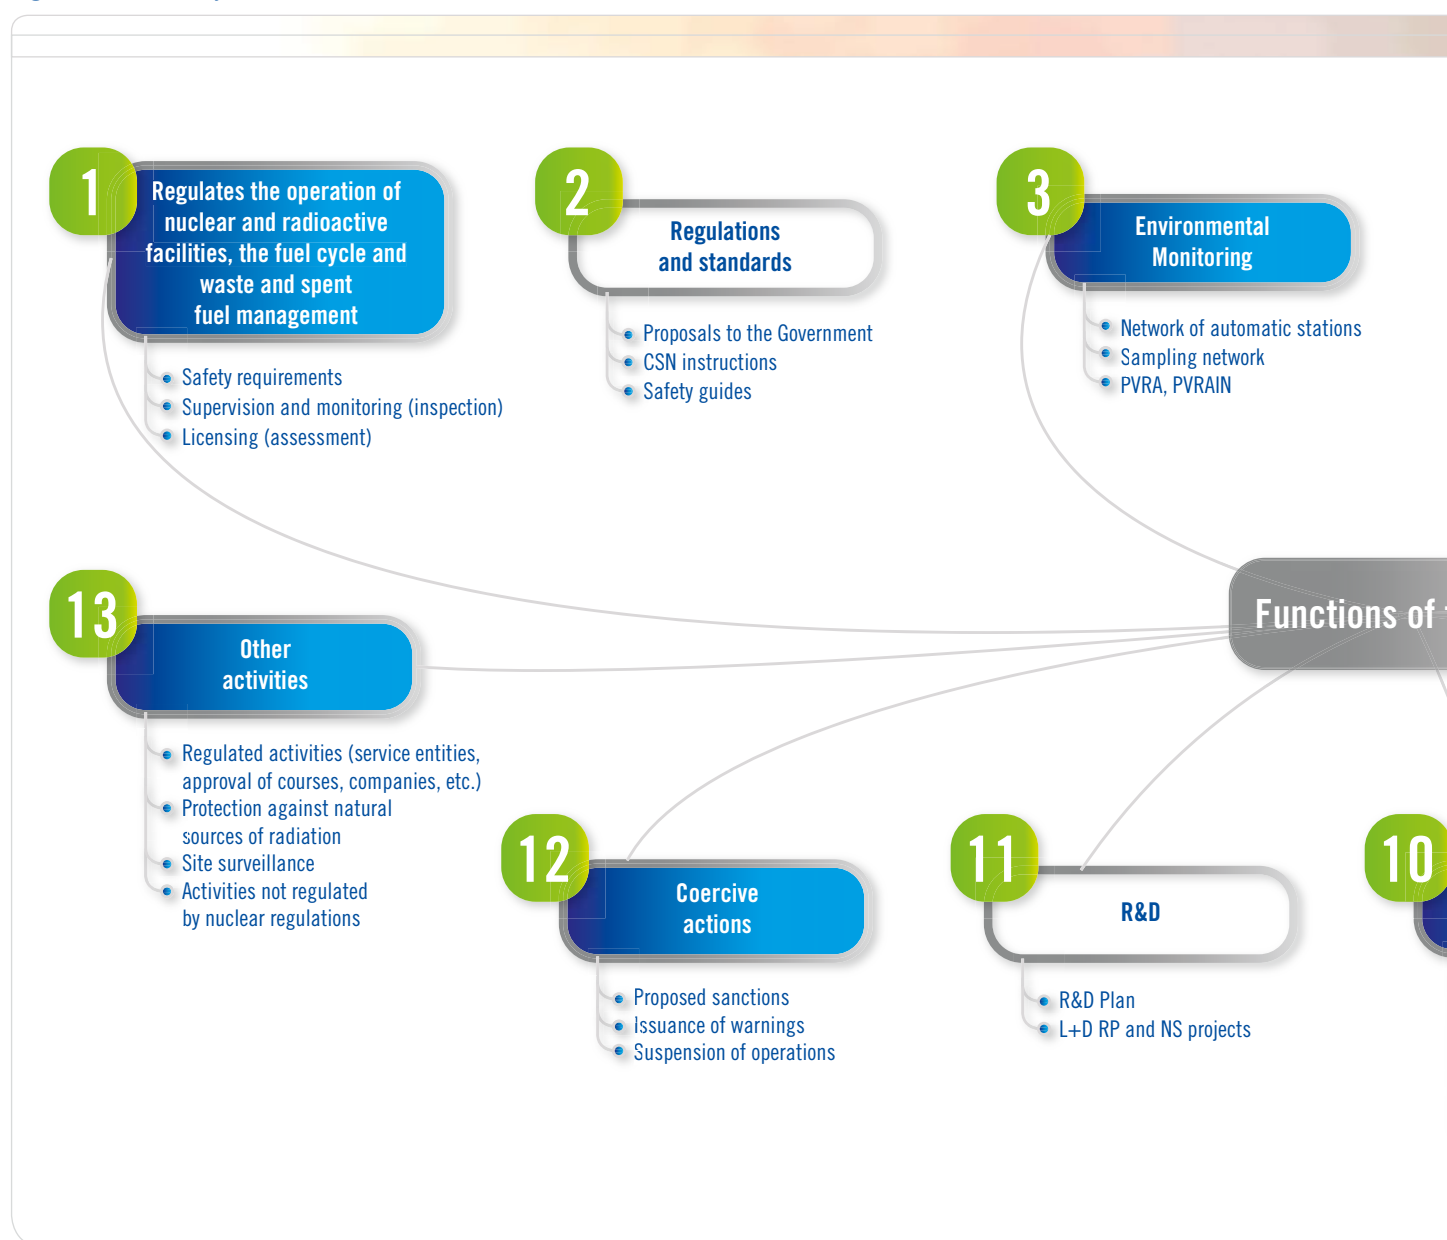 1
Regulates the operation of
nuclear and radioactive
facilities, the fuel cycle and
waste and spent
fuel management
Safety requirements
Supervision and monitoring (inspection)
Licensing (assessment)
2
Regulations
and standards
Proposals to the Government
CSN instructions
Safety guides
3
Environmental
Monitoring
Network of automatic stations
Sampling network
PVRA, PVRAIN
Functions of
13
Other
activities
Regulated activities (service entities,
approval of courses, companies, etc.)
Protection against natural
sources of radiation
Site surveillance
Activities not regulated
by nuclear regulations
12
Coercive
actions
Proposed sanctions
Issuance of warnings
Suspension of operations
11
R&D
R&D Plan
L+D RP and NS projects
10